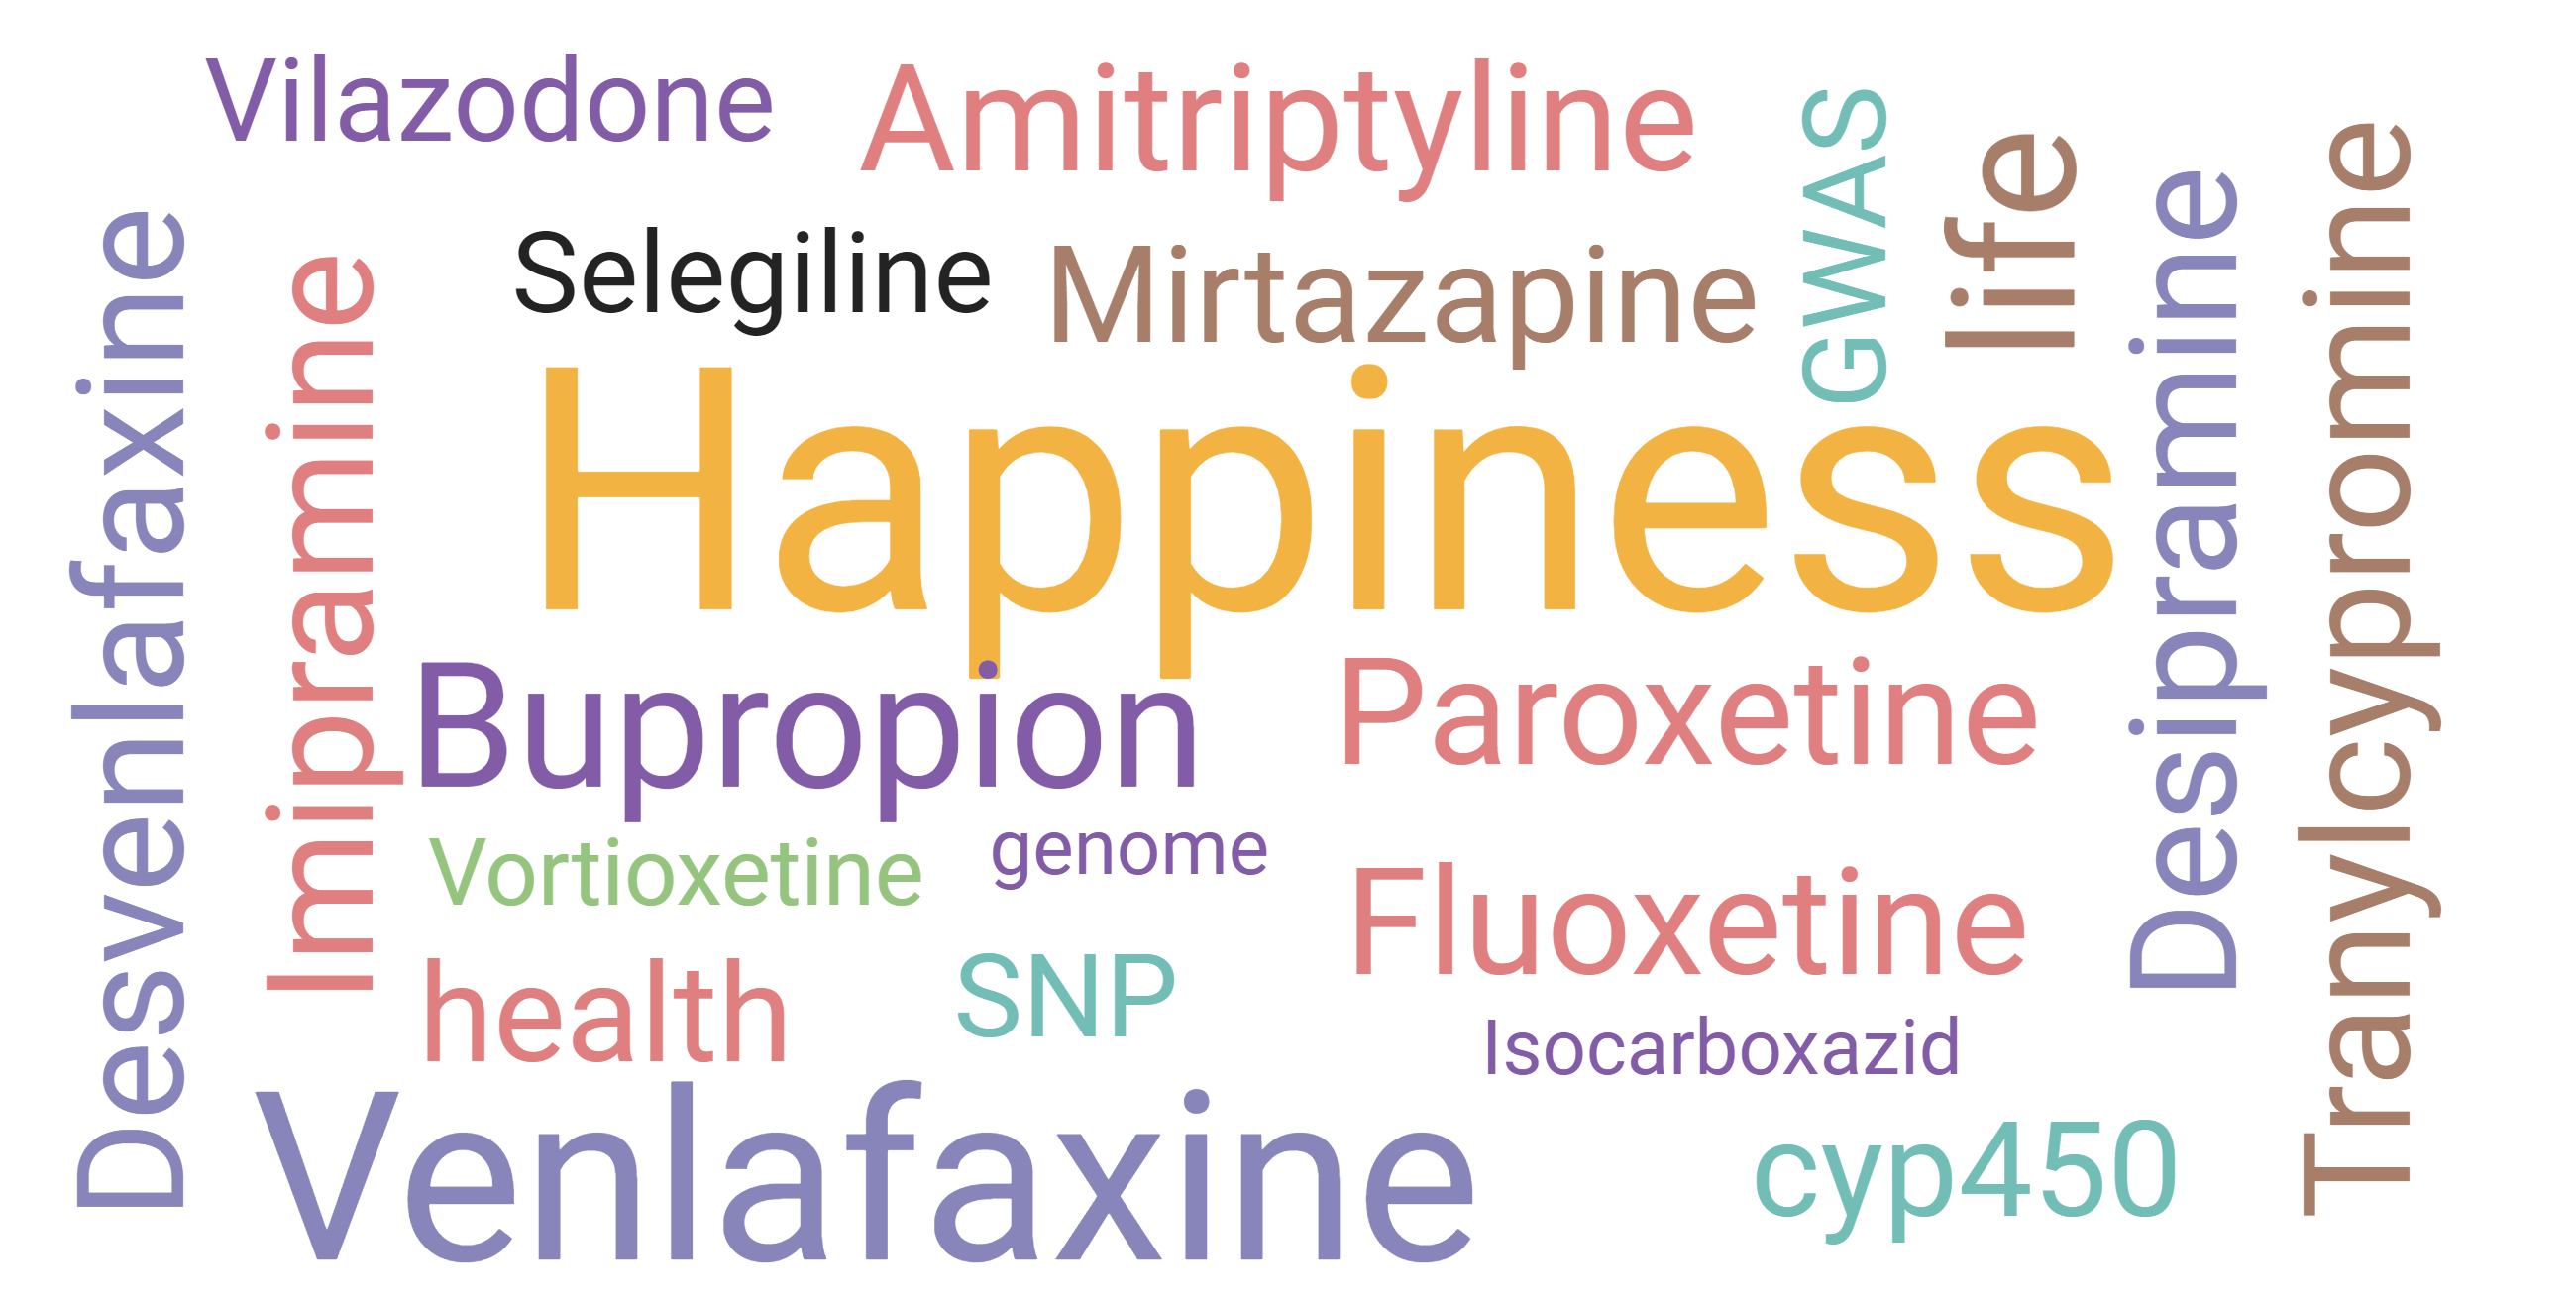 Vilazodone
Amitriptyline
GWAS
life
Desvenlafaxine
Imipramine
Selegiline
Mirtazapine
Desipramine
Tranylcypromine
Happiness
Bupropion
Paroxetine
Vortioxetine
genome
Fluoxetine
health
SNP
Isocarboxazid
Venlafaxine
cyp450